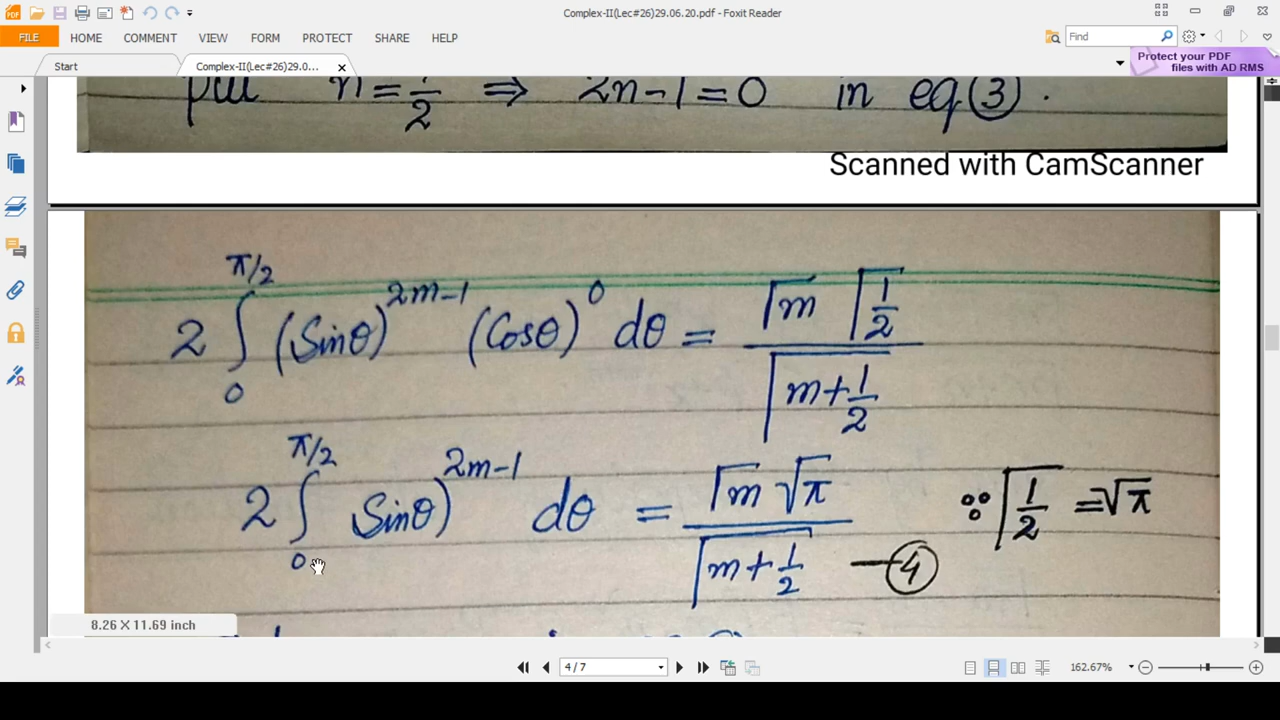 Complex-II(Lec#26)29.06.20.pdf - Foxit Reader
FILE HOME COMMENT VIEW FORM PROTECT SHARE HELP
Find
Start Complex-II(Lec#26)29.0...
Protect your PDF
files with AD RMS
n = 1/2 ⇒ 2n-1=0 in eq(3).
Scanned with CamScanner
2 ∫_0^{π/2} (Sinθ)^{2m-1} (Cosθ)^0 dθ = (Γm Γ1/2) / (Γm+1/2)
2 ∫_0^{π/2} Sinθ)^{2m-1} dθ = (Γm √π) / (Γm+1/2) —(4) ∵ Γ1/2 = √π
8.26 X 11.69 inch
4 / 7
162.67%